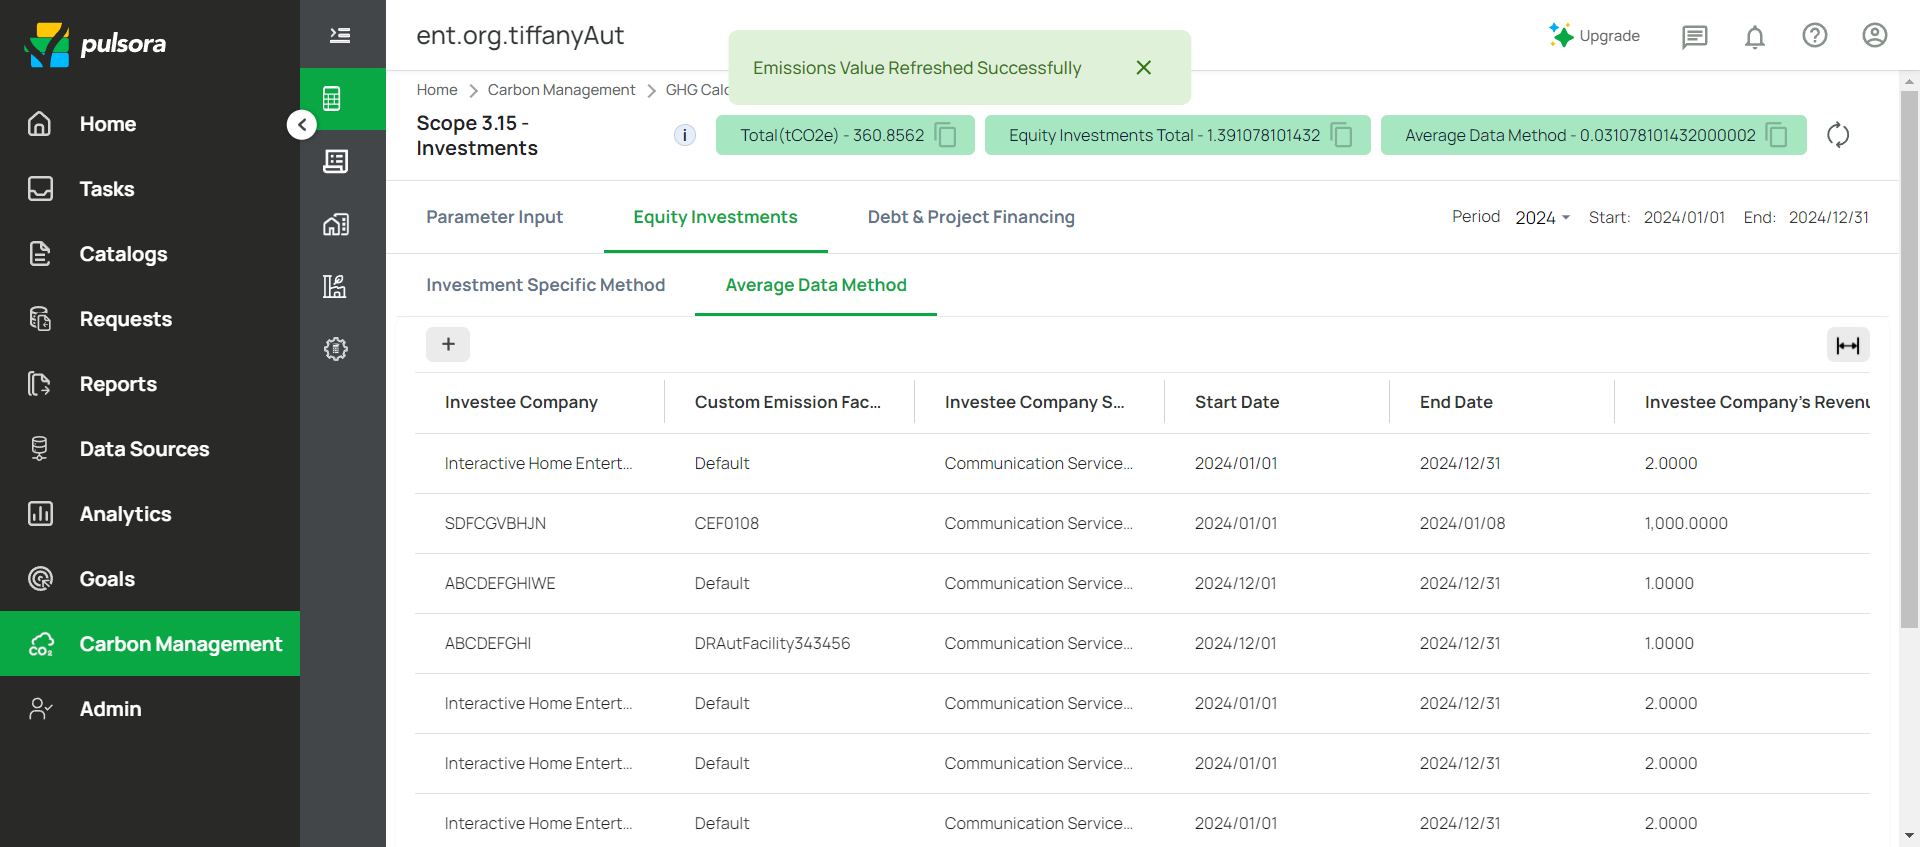 pulsora
Home
Tasks
Catalogs
Requests
Reports
Data Sources
Analytics
Goals
CO₂ Carbon Management
Admin
ent.org.tiffanyAut
Upgrade
Emissions Value Refreshed Successfully
Home > Carbon Management > GHG Calc
Scope 3.15 -
Investments
Total(tCO2e) - 360.8562
Equity Investments Total - 1.391078101432
Average Data Method - 0.031078101432000002
Parameter Input Equity Investments Debt & Project Financing
Period 2024 Start: 2024/01/01 End: 2024/12/31
Investment Specific Method Average Data Method
+
Investee Company Custom Emission Fac... Investee Company S... Start Date End Date Investee Company's Revenu
Interactive Home Entert... Default Communication Service... 2024/01/01 2024/12/31 2.0000
SDFCGVBHJN CEF0108 Communication Service... 2024/01/01 2024/01/08 1,000.0000
ABCDEFGHIWE Default Communication Service... 2024/12/01 2024/12/31 1.0000
ABCDEFGHI DRAutFacility343456 Communication Service... 2024/12/01 2024/12/31 1.0000
Interactive Home Entert... Default Communication Service... 2024/01/01 2024/12/31 2.0000
Interactive Home Entert... Default Communication Service... 2024/01/01 2024/12/31 2.0000
Interactive Home Entert... Default Communication Service... 2024/01/01 2024/12/31 2.0000